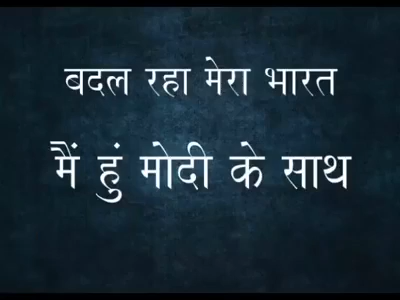 बदल रहा मेरा भारत
मैं हुं मोदी के साथ